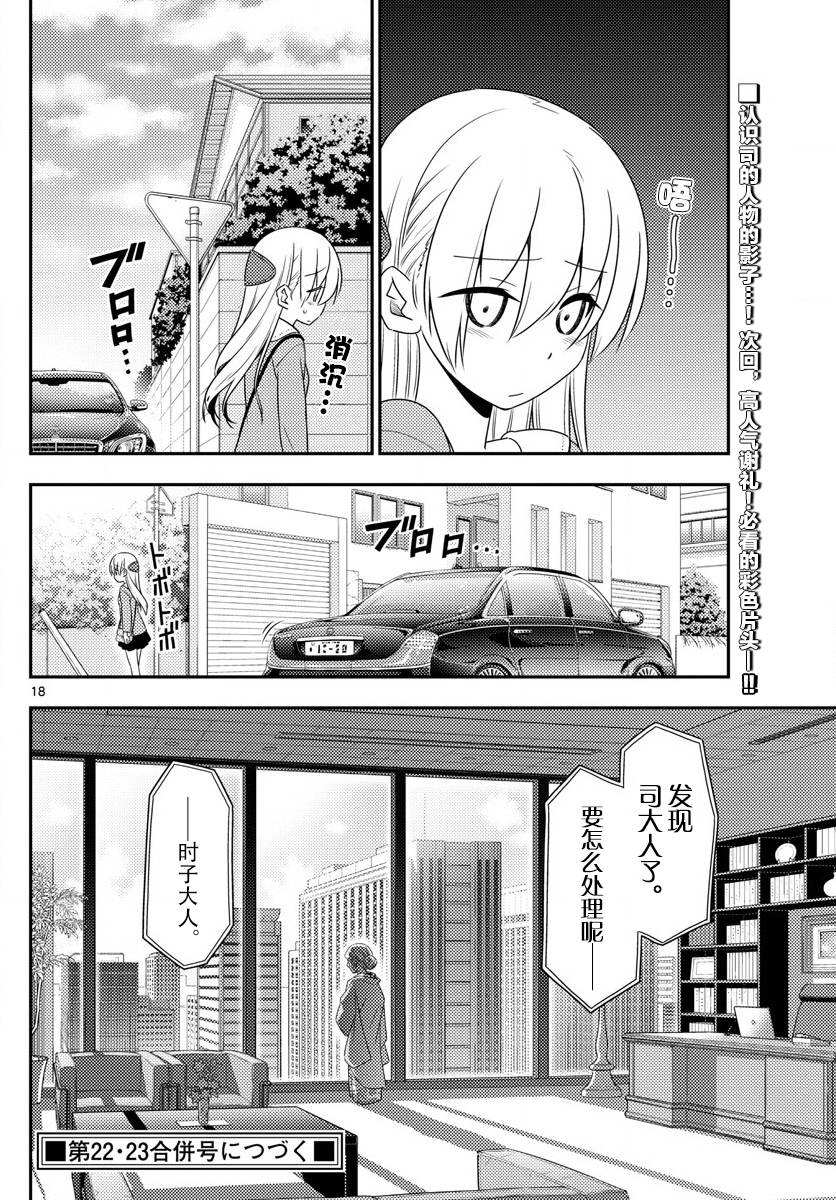 ■认识司的人物的影子…！次回，高人气谢礼！必看的彩色片头—!!
唔——…。
ブロロ…
消沉…
ブロロ…
トボトボ
18
发现
司大人了。
要怎么处理呢——
——时子大人。
■第22・23合併号につづく■